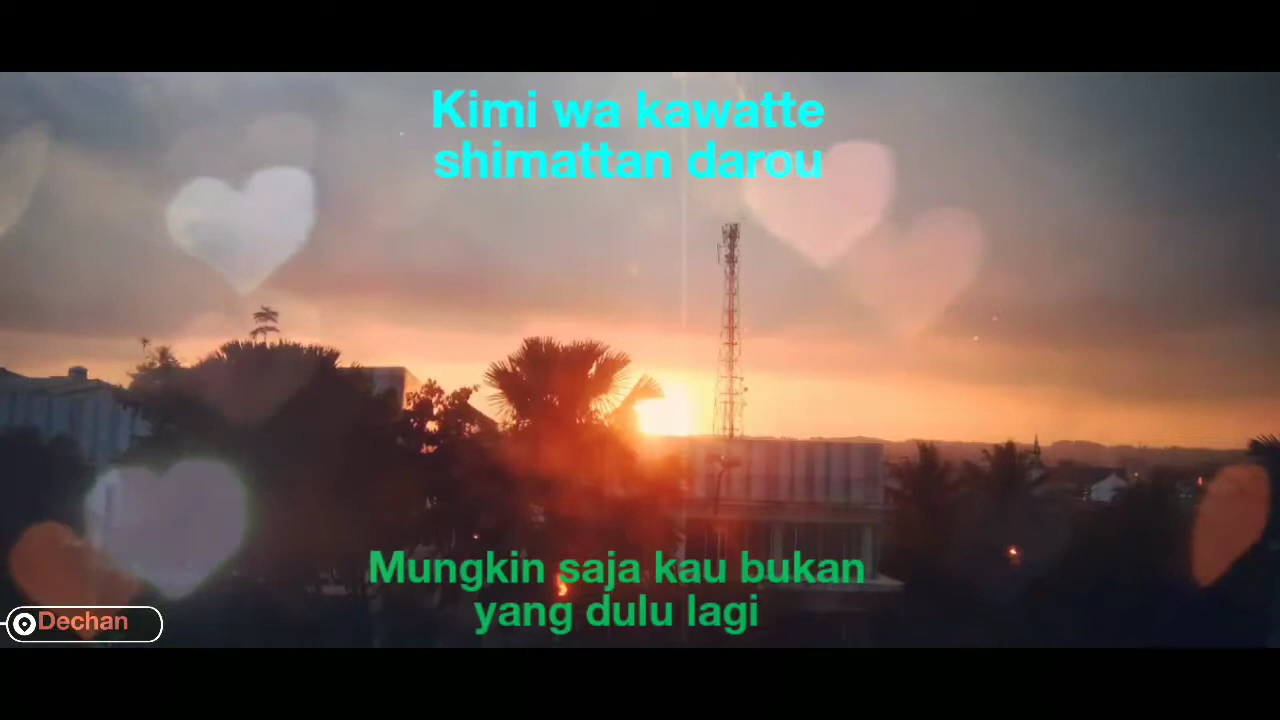 Kimi wa kawatte
shimattan darou
Mungkin saja kau bukan
yang dulu lagi
Dechan